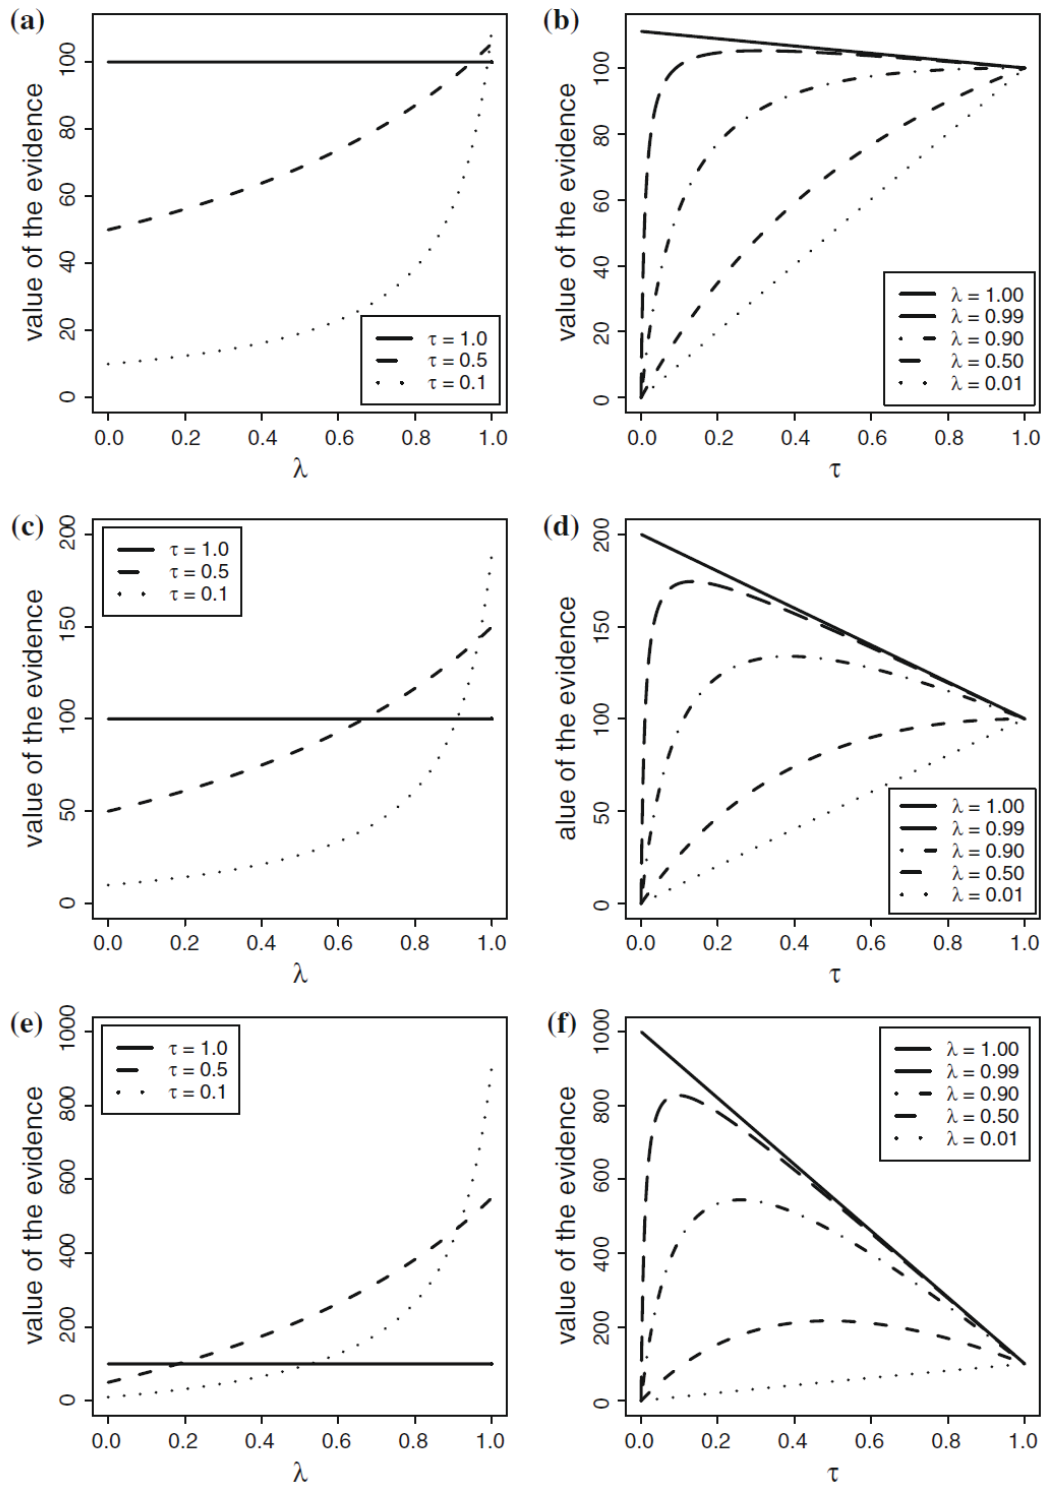 (a)
value of the evidence
100
80
60
40
20
0
τ = 1.0
τ = 0.5
τ = 0.1
0.0 0.2 0.4 0.6 0.8 1.0
λ
(b)
value of the evidence
100
80
60
40
20
0
λ = 1.00
λ = 0.99
λ = 0.90
λ = 0.50
λ = 0.01
0.0 0.2 0.4 0.6 0.8 1.0
τ
(c)
value of the evidence
200
150
100
50
0
τ = 1.0
τ = 0.5
τ = 0.1
0.0 0.2 0.4 0.6 0.8 1.0
λ
(d)
alue of the evidence
200
150
100
50
0
λ = 1.00
λ = 0.99
λ = 0.90
λ = 0.50
λ = 0.01
0.0 0.2 0.4 0.6 0.8 1.0
τ
(e)
value of the evidence
1000
800
600
400
200
0
τ = 1.0
τ = 0.5
τ = 0.1
0.0 0.2 0.4 0.6 0.8 1.0
λ
(f)
value of the evidence
1000
800
600
400
200
0
λ = 1.00
λ = 0.99
λ = 0.90
λ = 0.50
λ = 0.01
0.0 0.2 0.4 0.6 0.8 1.0
τ